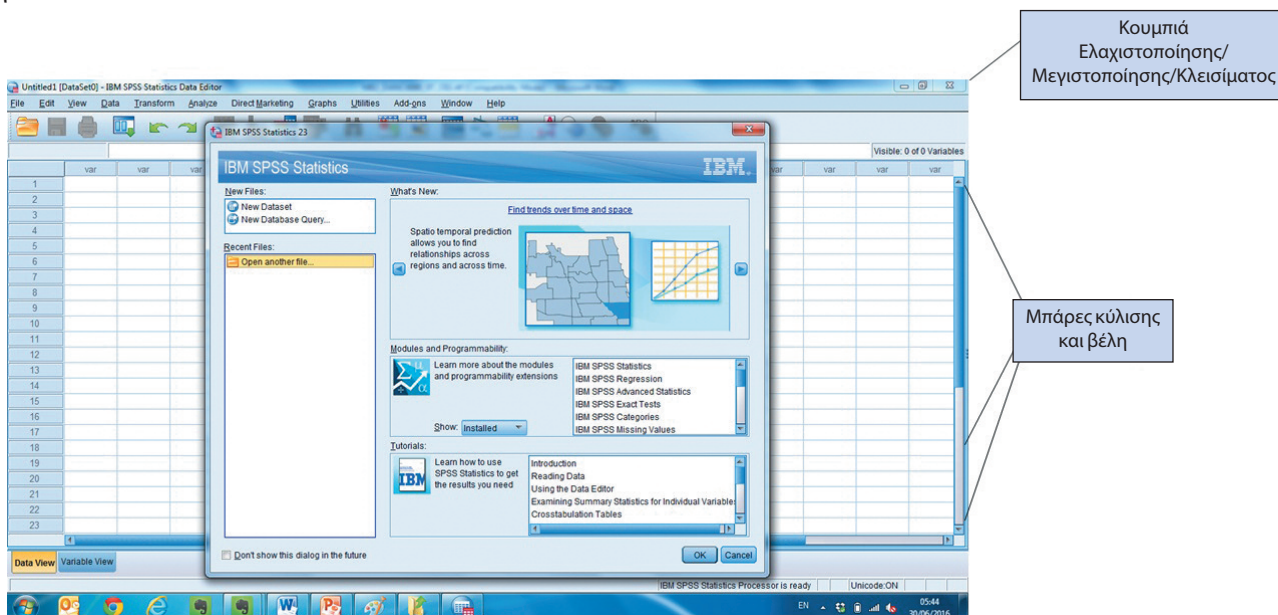 Κουμπιά
Ελαχιστοποίησης/
Μεγιστοποίησης/Κλεισίματος
Untitled1 [DataSet0] - IBM SPSS Statistics Data Editor
File Edit View Data Transform Analyze Direct Marketing Graphs Utilities Add-ons Window Help
IBM SPSS Statistics 23
Visible: 0 of 0 Variables
var var var var var var var
IBM SPSS Statistics IBM.
New Files:
New Dataset
New Database Query...
Recent Files:
Open another file...
What's New:
Find trends over time and space
Spatio temporal prediction
allows you to find
relationships across
regions and across time.
Modules and Programmability:
Learn more about the modules
and programmability extensions
Show: Installed
IBM SPSS Statistics
IBM SPSS Regression
IBM SPSS Advanced Statistics
IBM SPSS Exact Tests
IBM SPSS Categories
IBM SPSS Missing Values
Tutorials:
IBM
Learn how to use
SPSS Statistics to get
the results you need
Introduction
Reading Data
Using the Data Editor
Examining Summary Statistics for Individual Variable
Crosstabulation Tables
Don't show this dialog in the future
OK Cancel
1
2
3
4
5
6
7
8
9
10
11
12
13
14
15
16
17
18
19
20
21
22
23
Μπάρες κύλισης
και βέλη
Data View Variable View
IBM SPSS Statistics Processor is ready Unicode:ON
EN 05:44
30/06/2016